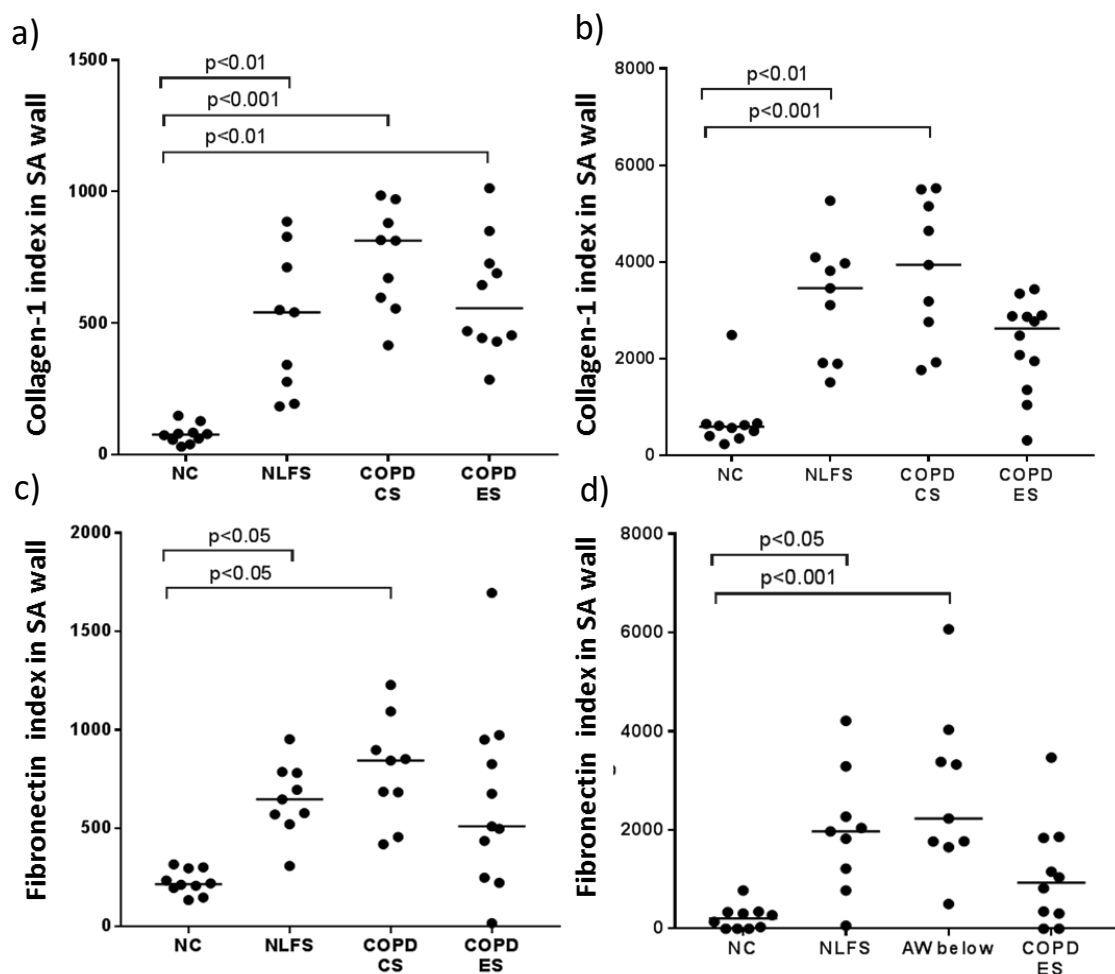 a)
Collagen-1 index in SA wall
1500
1000
500
0
p<0.01
p<0.001
p<0.01
NC
NLFS
COPD
CS
COPD
ES
b)
Collagen-1 index in SA wall
8000
6000
4000
2000
0
p<0.01
p<0.001
NC
NLFS
COPD
CS
COPD
ES
c)
Fibronectin index in SA wall
2000
1500
1000
500
0
p<0.05
p<0.05
NC
NLFS
COPD
CS
COPD
ES
d)
Fibronectin index in SA wall
8000
6000
4000
2000
0
p<0.05
p<0.001
NC
NLFS
AW below
COPD
ES